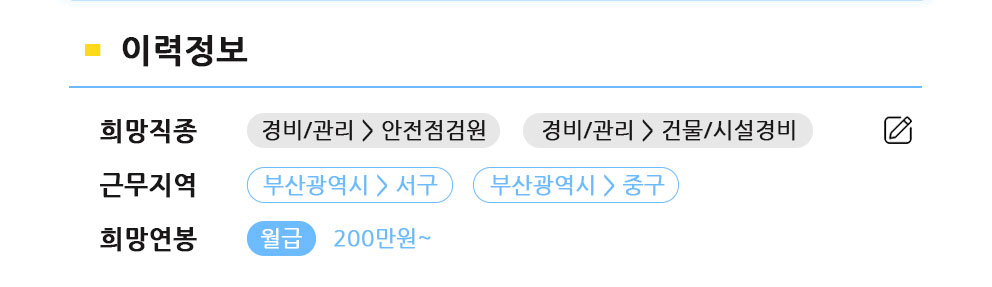 이력정보
희망직종 경비/관리 > 안전점검원 경비/관리 > 건물/시설경비
근무지역 부산광역시 > 서구 부산광역시 > 중구
희망연봉 월급 200만원~